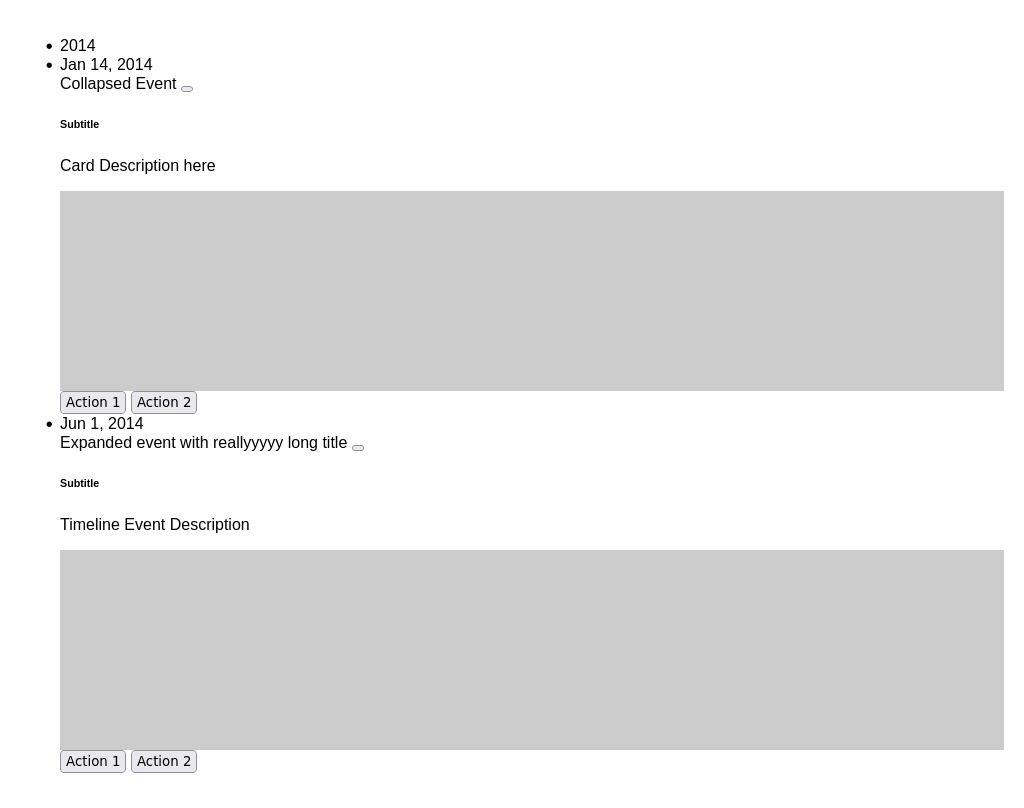 2014
Jan 14, 2014
Collapsed Event
Subtitle
Card Description here
Action 1 Action 2
Jun 1, 2014
Expanded event with reallyyyyy long title
Subtitle
Timeline Event Description
Action 1 Action 2